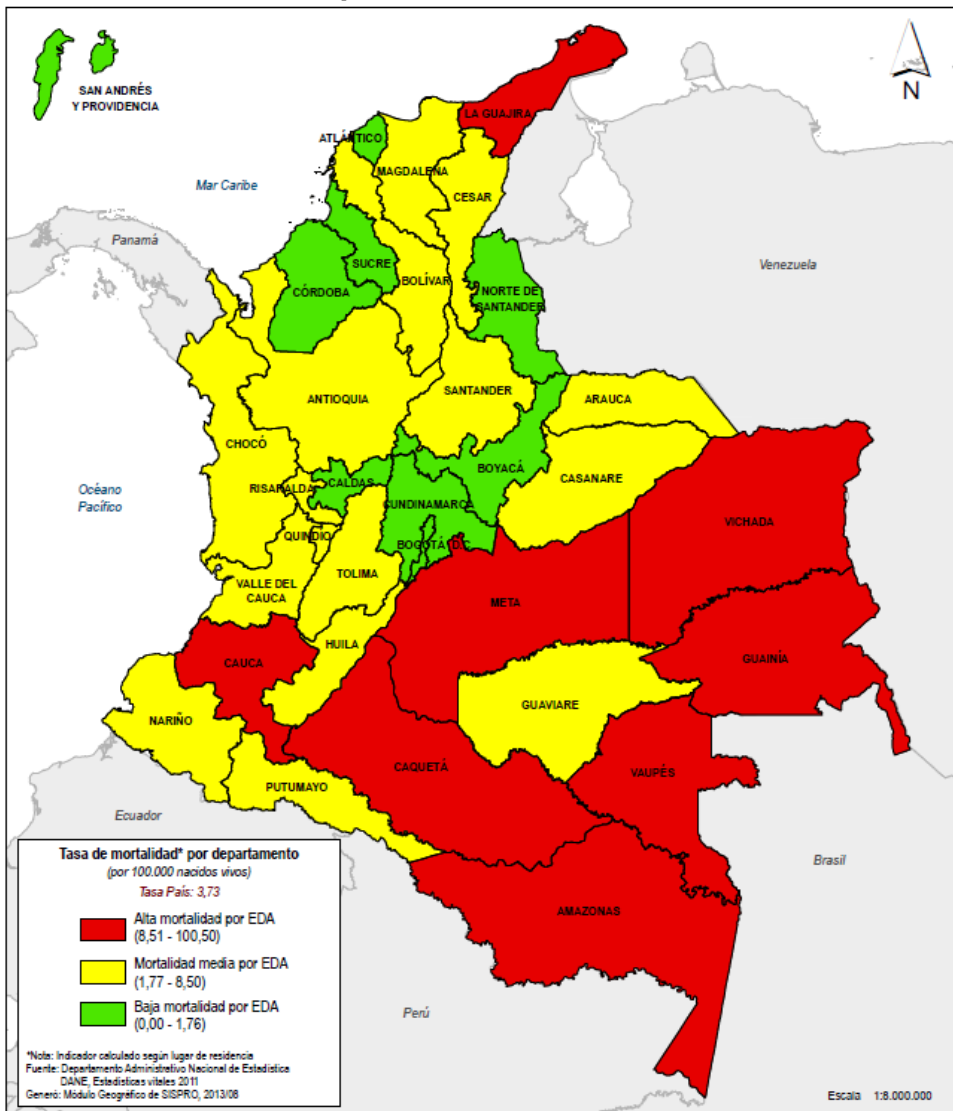 SAN ANDRÉS
Y PROVIDENCIA
N
LA GUAJIRA
ATLÁNTICO
MAGDALENA
Mar Caribe
CESAR
Panamá
Venezuela
SUCRE
BOLÍVAR
CÓRDOBA
NORTE DE
SANTANDER
SANTANDER
ARAUCA
ANTIOQUIA
CHOCÓ
BOYACÁ
CASANARE
RISARALDA
CALDAS
Océano
Pacífico
CUNDINAMARCA
VICHADA
QUINDÍO
BOGOTÁ D.C.
TOLIMA
VALLE DEL
CAUCA
META
HUILA
GUAINÍA
CAUCA
GUAVIARE
NARIÑO
CAQUETÁ
VAUPÉS
PUTUMAYO
Ecuador
Brasil
AMAZONAS
Perú
Tasa de mortalidad* por departamento
(por 100.000 nacidos vivos)
Tasa País: 3,73
Alta mortalidad por EDA
(8,51 - 100,50)
Mortalidad media por EDA
(1,77 - 8,50)
Baja mortalidad por EDA
(0,00 - 1,76)
*Nota: Indicador calculado según lugar de residencia
Fuente: Departamento Administrativo Nacional de Estadística
DANE, Estadísticas vitales 2011
Generó: Módulo Geográfico de SISPRO, 2013/08
Escala 1:8.000.000